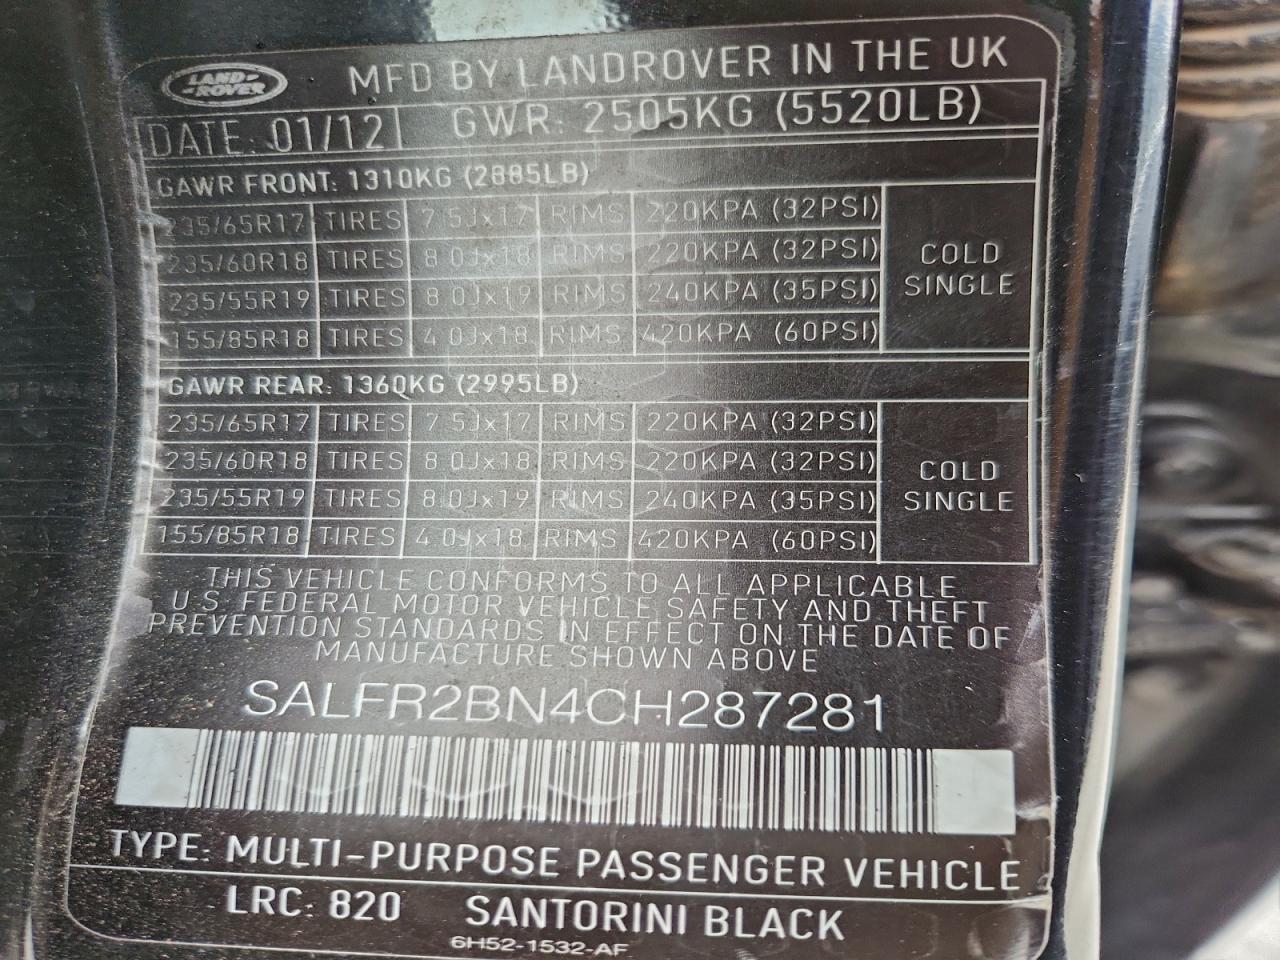 LAND-
-ROVER
MFD BY LANDROVER IN THE UK
DATE: 01/12 GWR: 2505KG (5520LB)
GAWR FRONT: 1310KG (2885LB)
235/65R17 TIRES 7.5Jx17 RIMS 220KPA (32PSI)
235/60R18 TIRES 8.0Jx18 RIMS 220KPA (32PSI)
235/55R19 TIRES 8.0Jx19 RIMS 240KPA (35PSI)
155/85R18 TIRES 4.0Jx18 RIMS 420KPA (60PSI)
COLD
SINGLE
GAWR REAR: 1360KG (2995LB)
235/65R17 TIRES 7.5Jx17 RIMS 220KPA (32PSI)
235/60R18 TIRES 8.0Jx18 RIMS 220KPA (32PSI)
235/55R19 TIRES 8.0Jx19 RIMS 240KPA (35PSI)
155/85R18 TIRES 4.0Jx18 RIMS 420KPA (60PSI)
COLD
SINGLE
THIS VEHICLE CONFORMS TO ALL APPLICABLE
U.S. FEDERAL MOTOR VEHICLE SAFETY AND THEFT
PREVENTION STANDARDS IN EFFECT ON THE DATE OF
MANUFACTURE SHOWN ABOVE
SALFR2BN4CH287281
TYPE: MULTI-PURPOSE PASSENGER VEHICLE
LRC: 820 SANTORINI BLACK
6H52-1532-AF